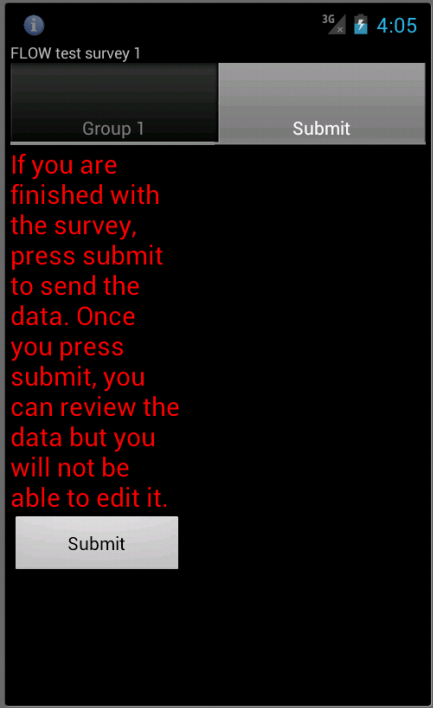 3G 4:05
FLOW test survey 1
Group 1 Submit
If you are
finished with
the survey,
press submit
to send the
data. Once
you press
submit, you
can review the
data but you
will not be
able to edit it.
Submit